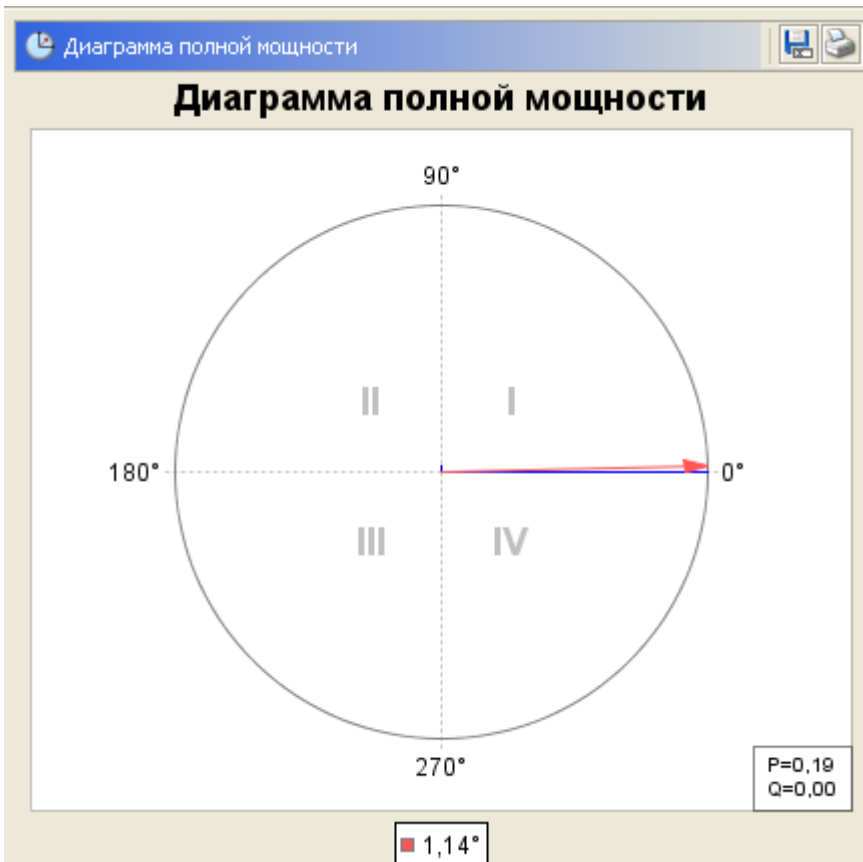 Диаграмма полной мощности
Диаграмма полной мощности
90°
II I
180° 0°
III IV
270°
P=0,19
Q=0,00
1,14°